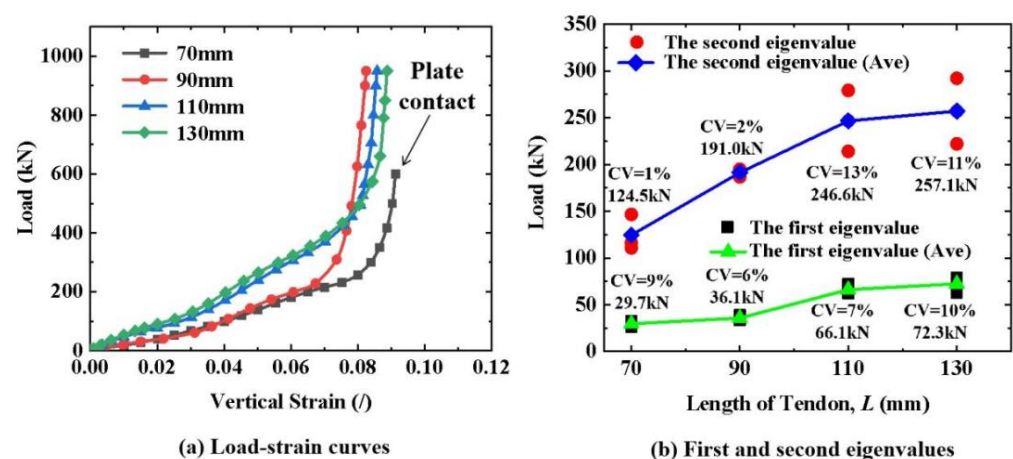 1000
800
600
400
200
0
Load (kN)
70mm
90mm
110mm
130mm
Plate
contact
0.00 0.02 0.04 0.06 0.08 0.10 0.12
Vertical Strain (/)
(a) Load-strain curves
350
300
250
200
150
100
50
0
Load (kN)
The second eigenvalue
The second eigenvalue (Ave)
CV=1%
124.5kN
CV=2%
191.0kN
CV=13%
246.6kN
CV=11%
257.1kN
The first eigenvalue
The first eigenvalue (Ave)
CV=9%
29.7kN
CV=6%
36.1kN
CV=7%
66.1kN
CV=10%
72.3kN
70 90 110 130
Length of Tendon, L (mm)
(b) First and second eigenvalues